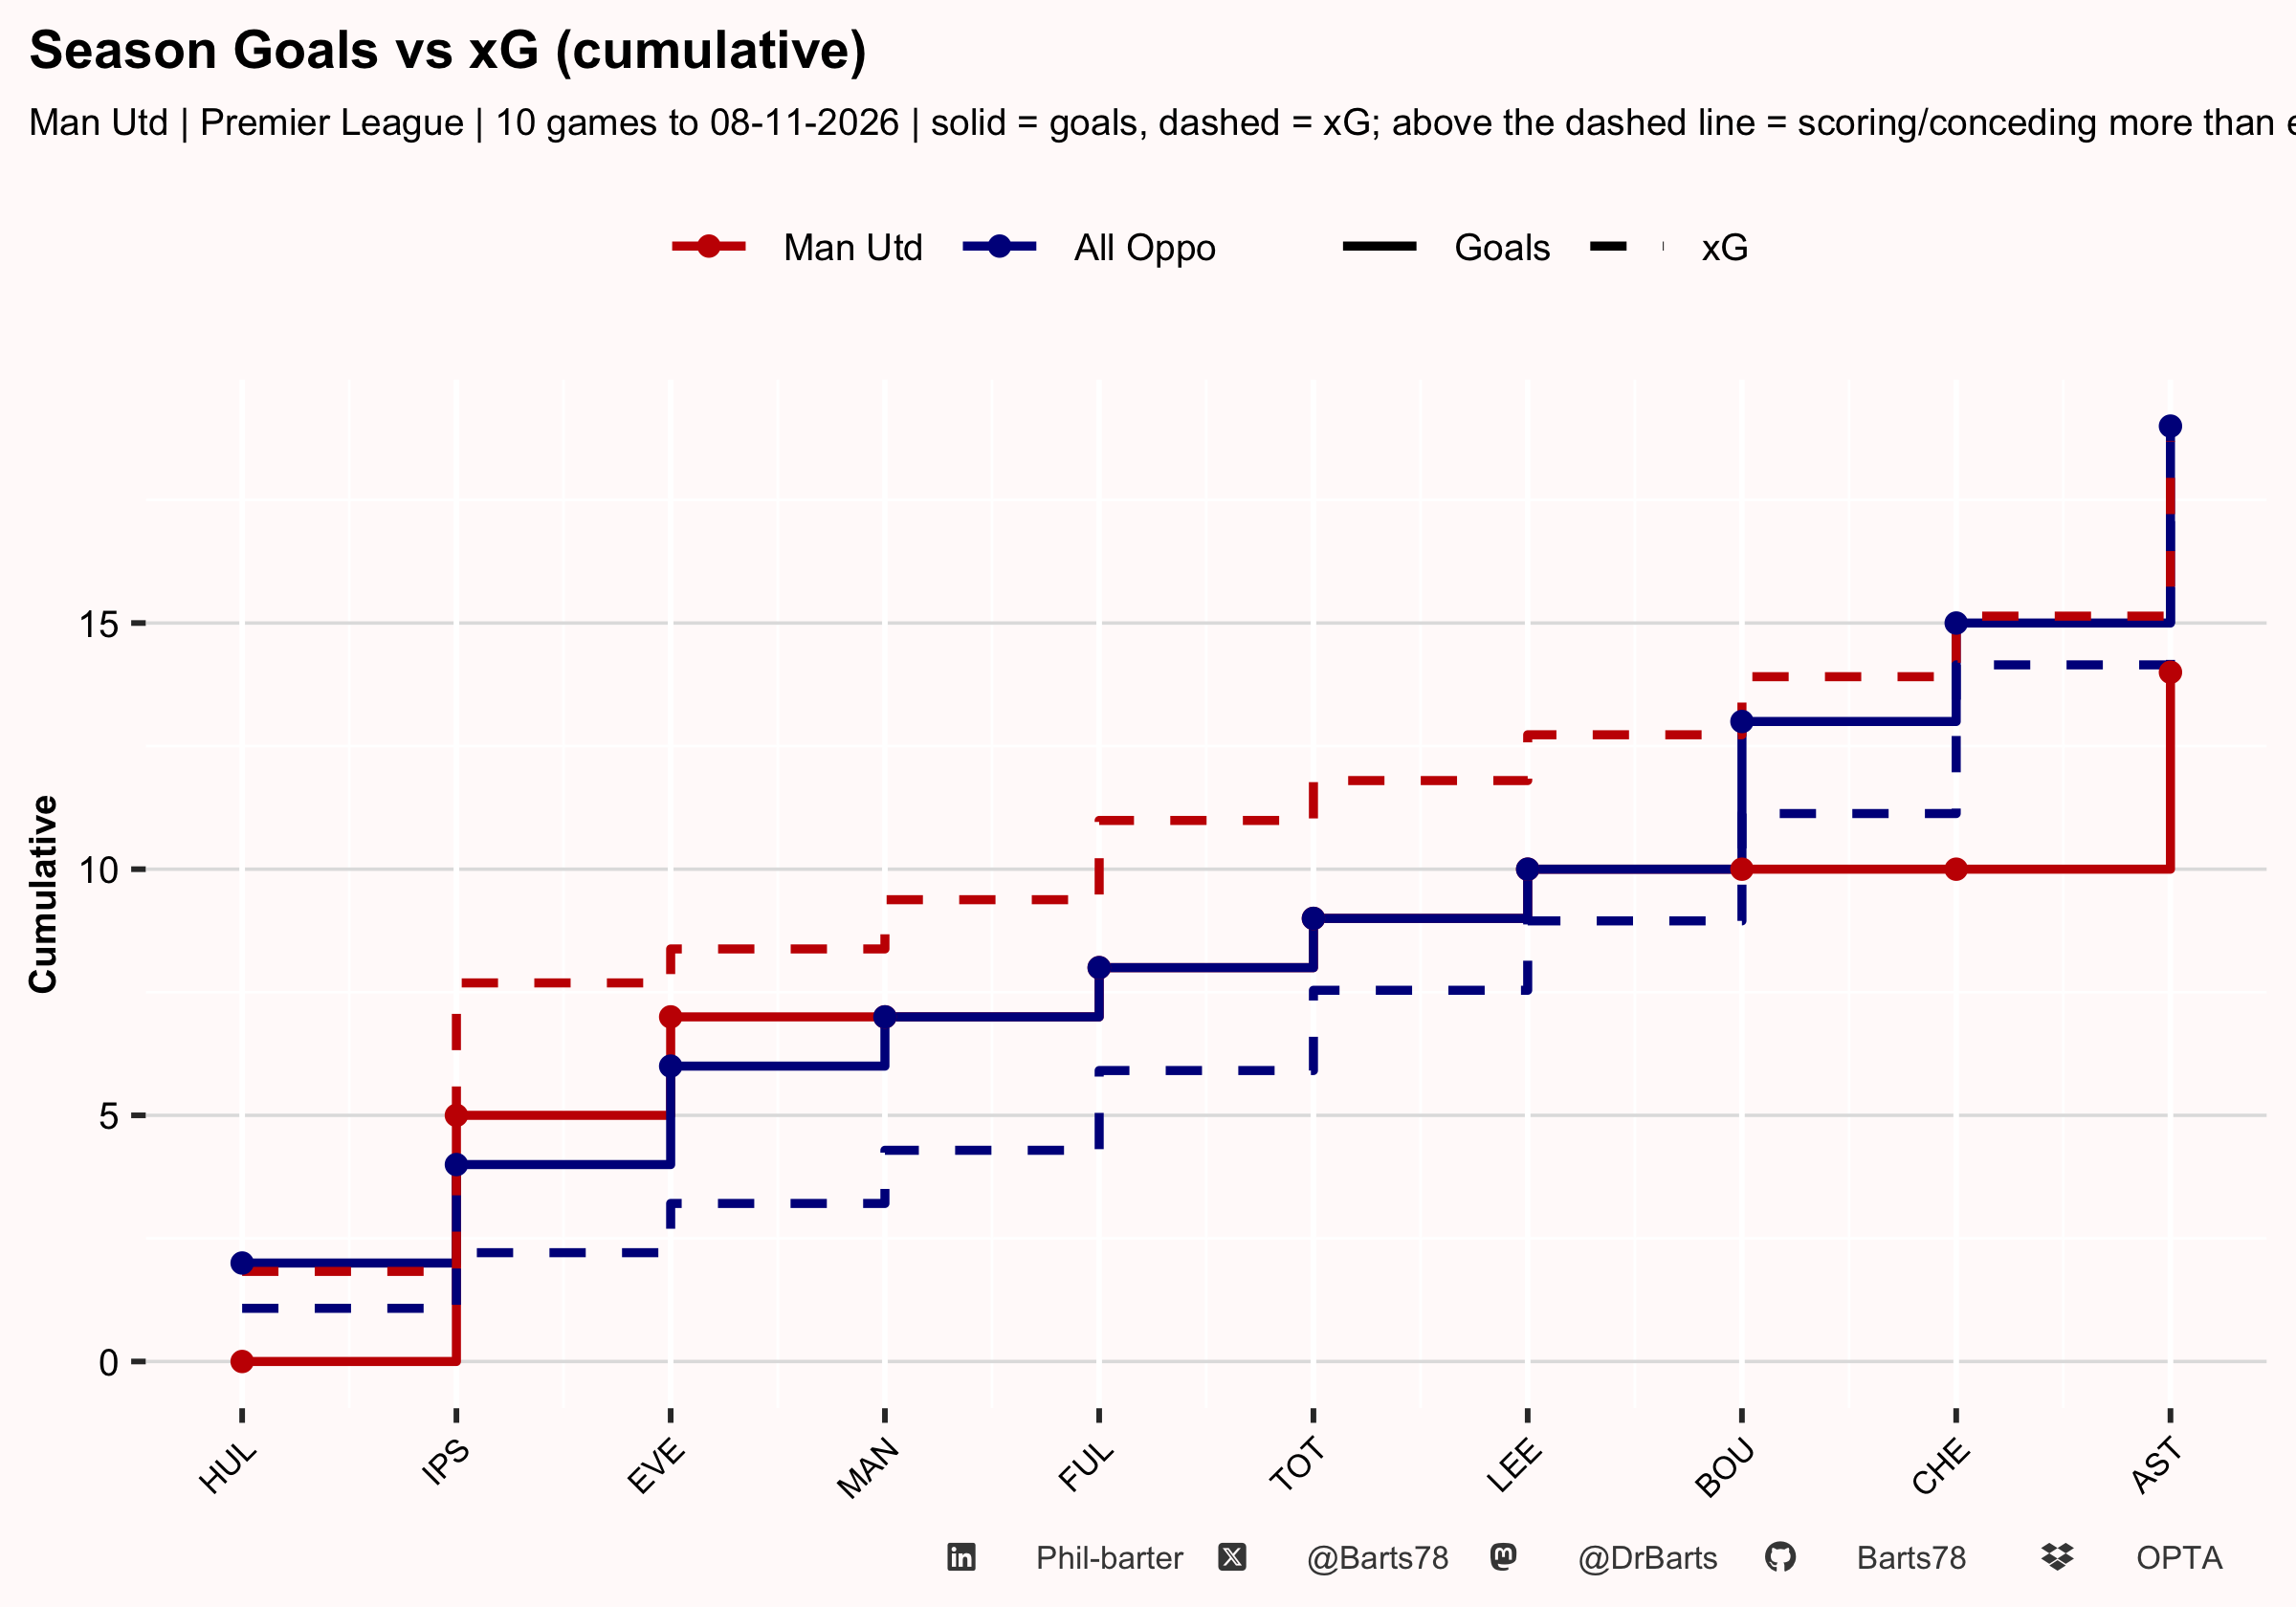 Season Goals vs xG (cumulative)
Man Utd | Premier League | 10 games to 08-11-2026 | solid = goals, dashed = xG; above the dashed line = scoring/conceding more than e
Man Utd All Oppo Goals xG
Cumulative
15
10
5
0
HUL IPS EVE MAN FUL TOT LEE BOU CHE AST
Phil-barter @Barts78 @DrBarts Barts78 OPTA